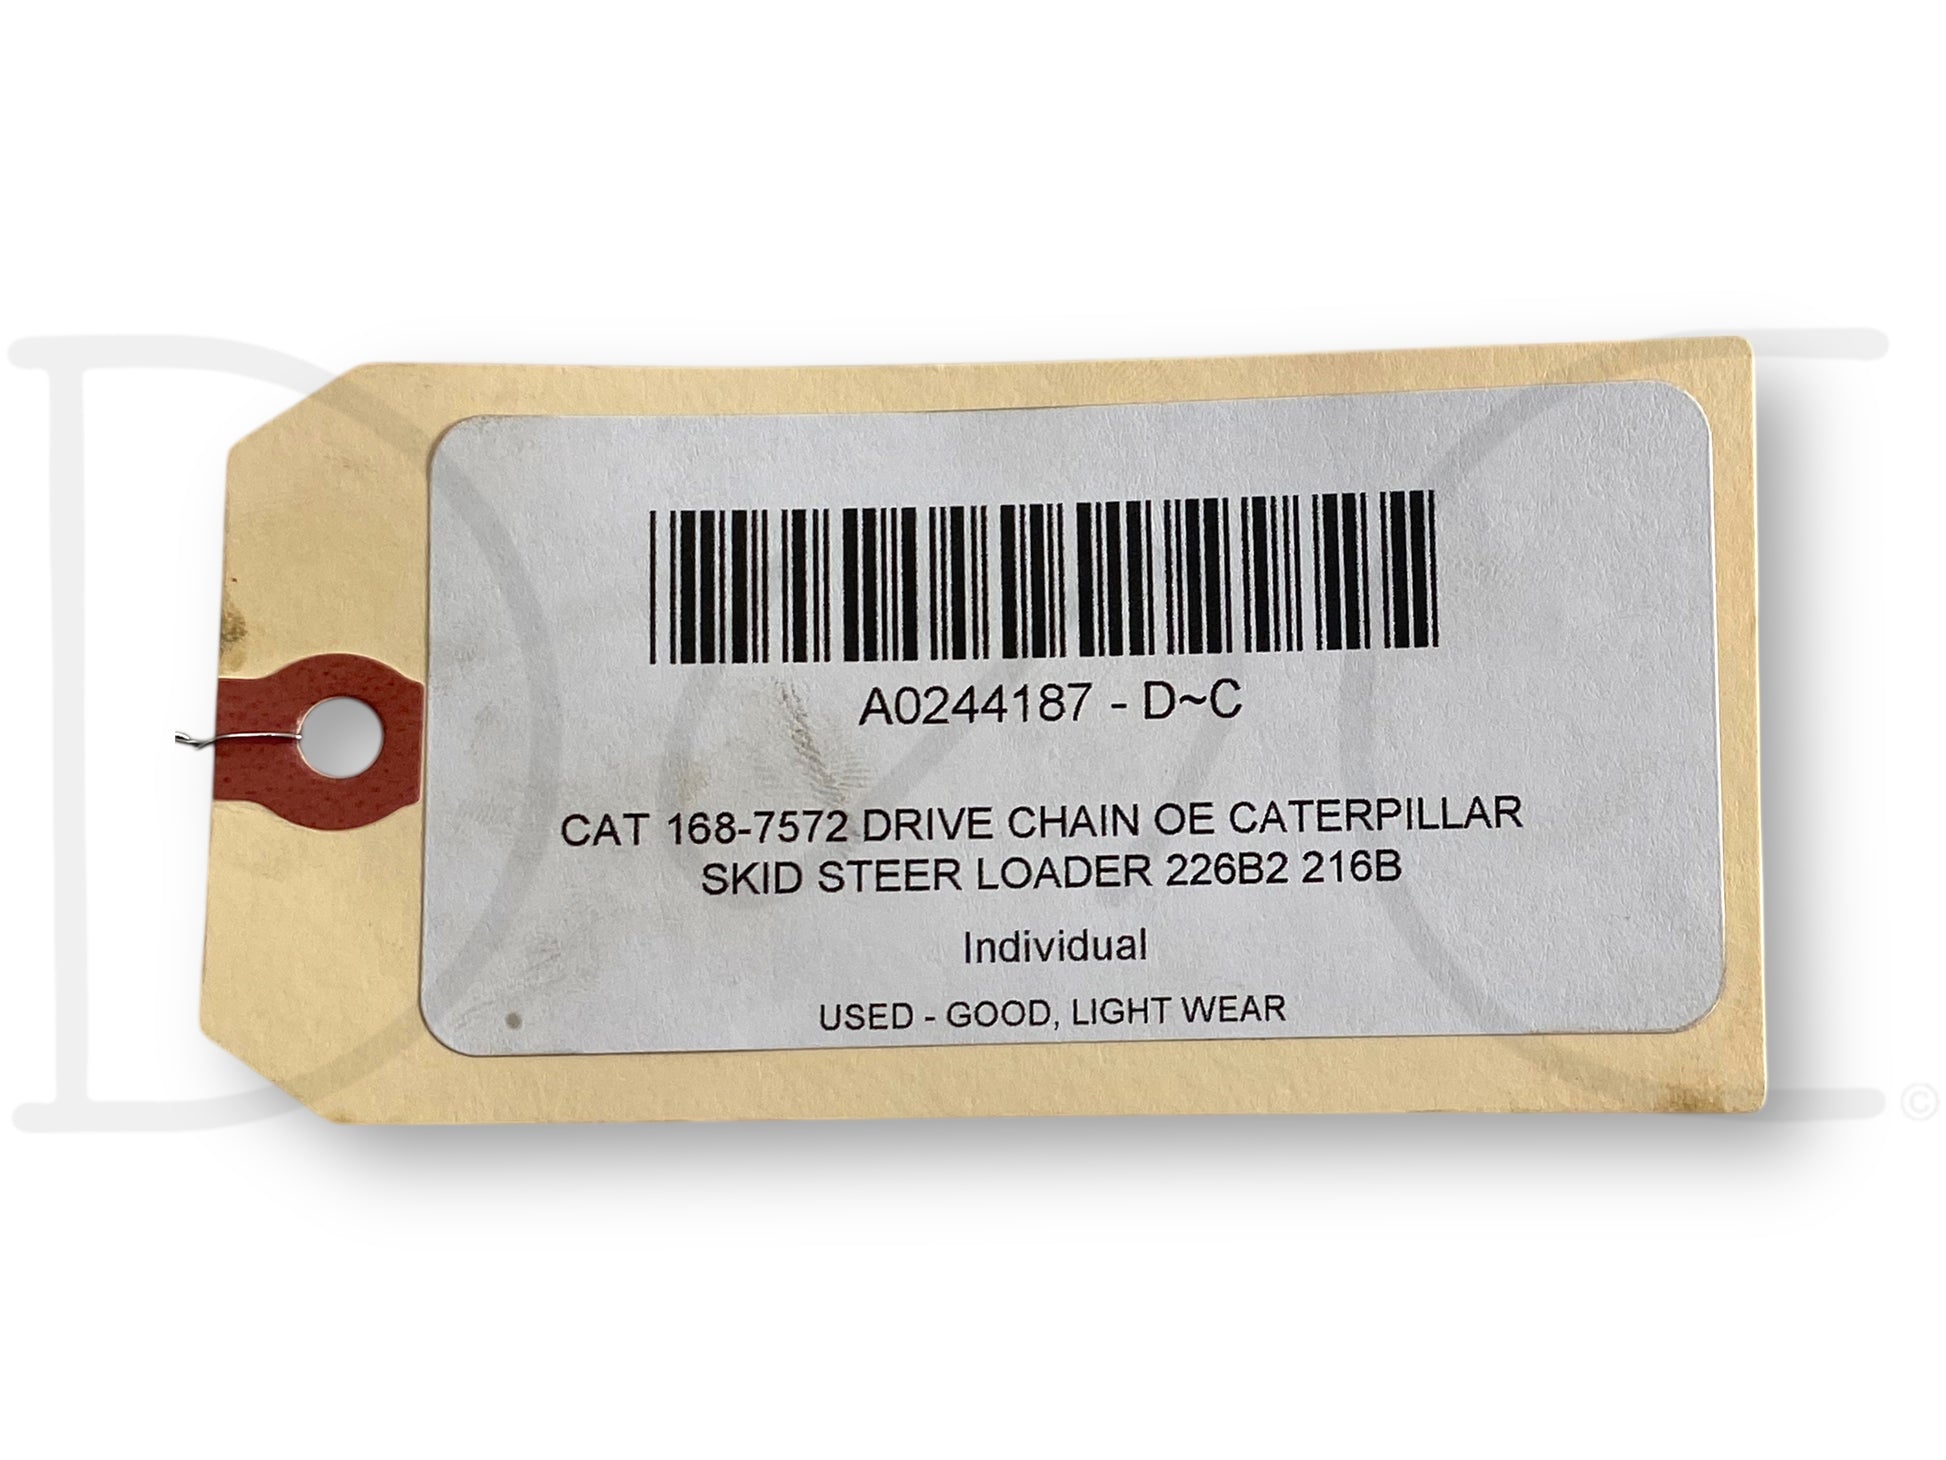 A0244187 - D~C
CAT 168-7572 DRIVE CHAIN OE CATERPILLAR
SKID STEER LOADER 226B2 216B
Individual
USED - GOOD, LIGHT WEAR
D~C
©